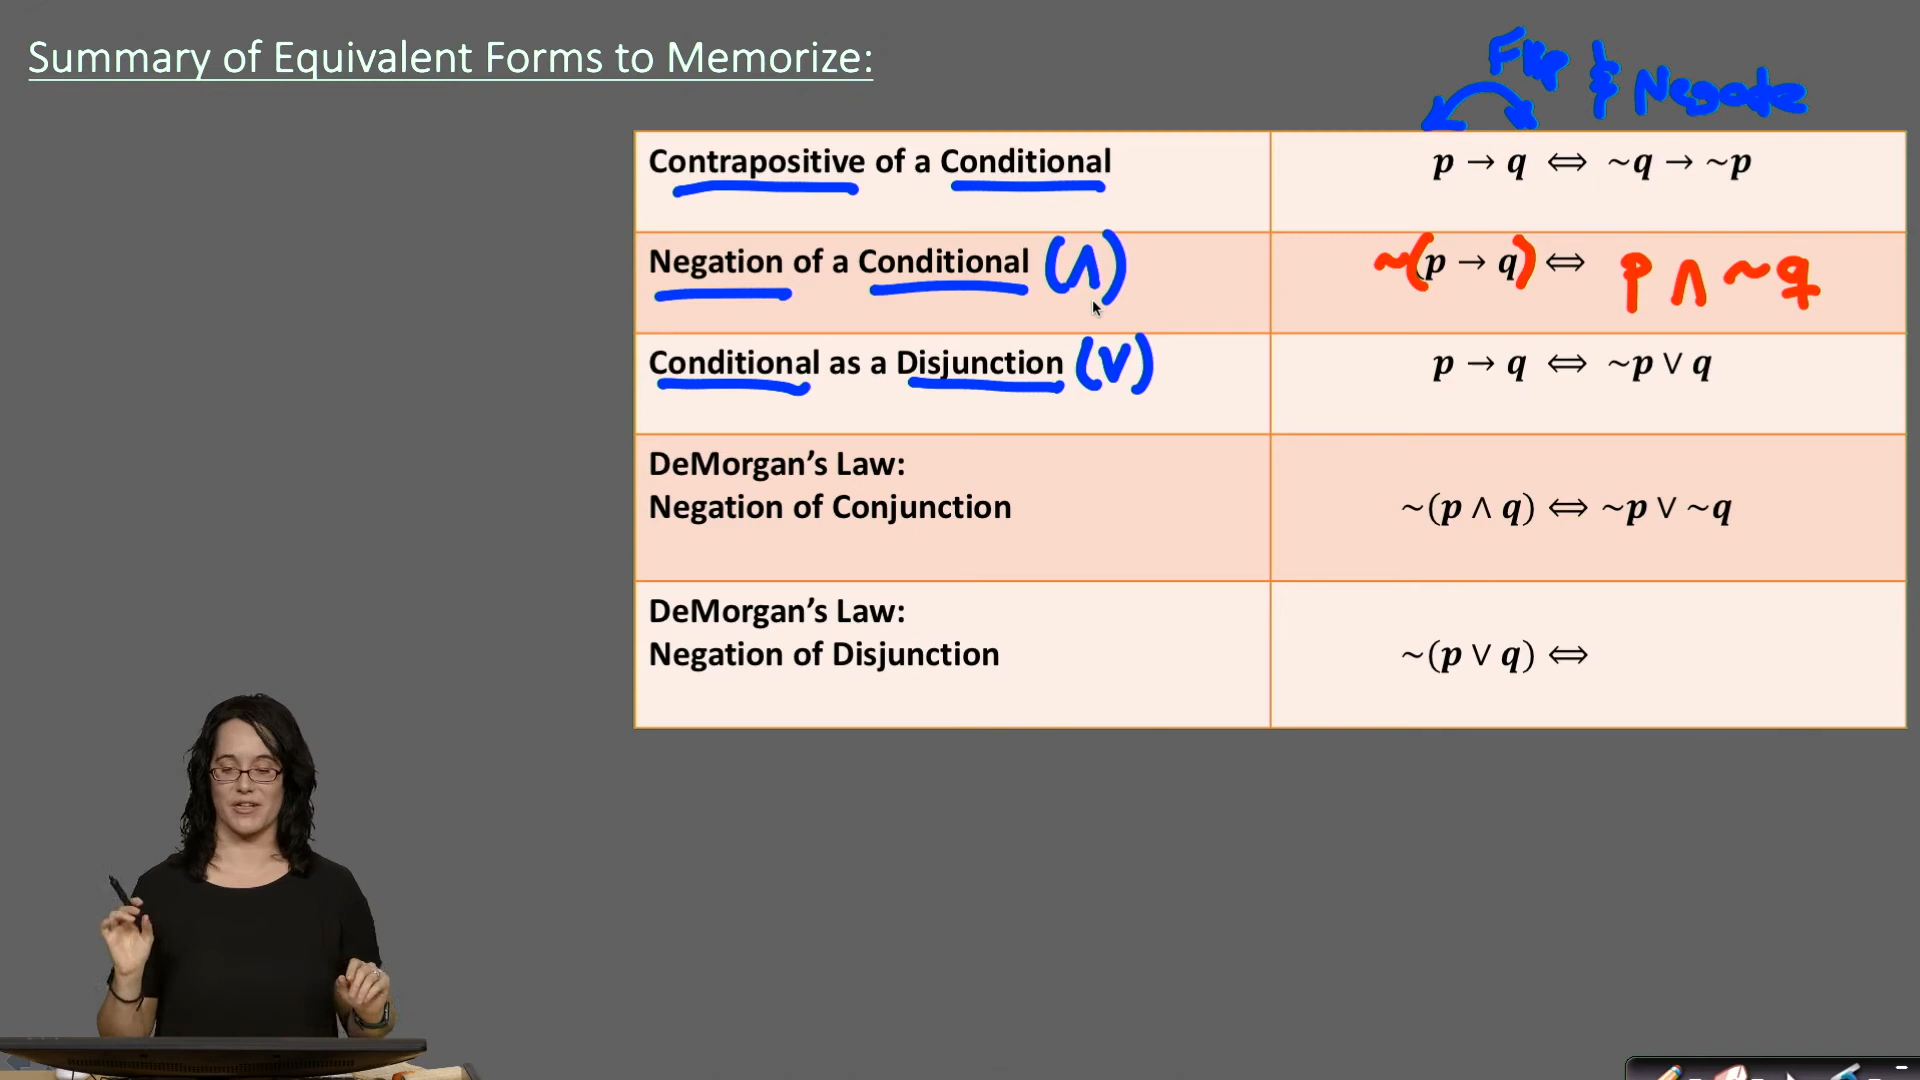 Summary of Equivalent Forms to Memorize:
Flip & Negate
Contrapositive of a Conditional
p → q ⟺ ~q → ~p
Negation of a Conditional (∧)
~(p → q) ⟺ p ∧ ~q
Conditional as a Disjunction (∨)
p → q ⟺ ~p ∨ q
DeMorgan’s Law:
Negation of Conjunction
~(p ∧ q) ⟺ ~p ∨ ~q
DeMorgan’s Law:
Negation of Disjunction
~(p ∨ q) ⟺